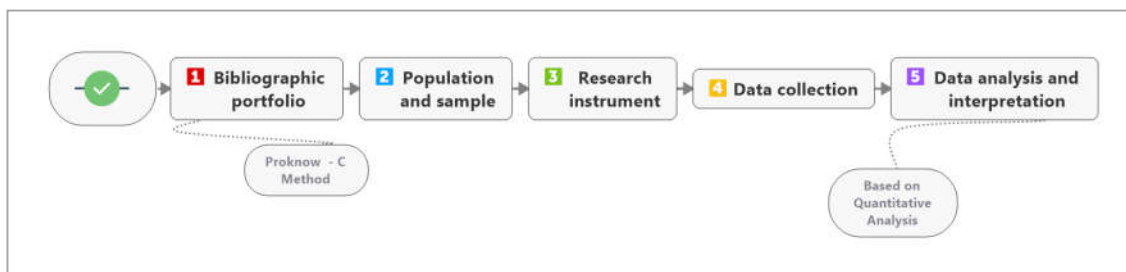 1 Bibliographic
portfolio
2 Population
and sample
3 Research
instrument
4 Data collection
5 Data analysis and
interpretation
Proknow - C
Method
Based on
Quantitative
Analysis